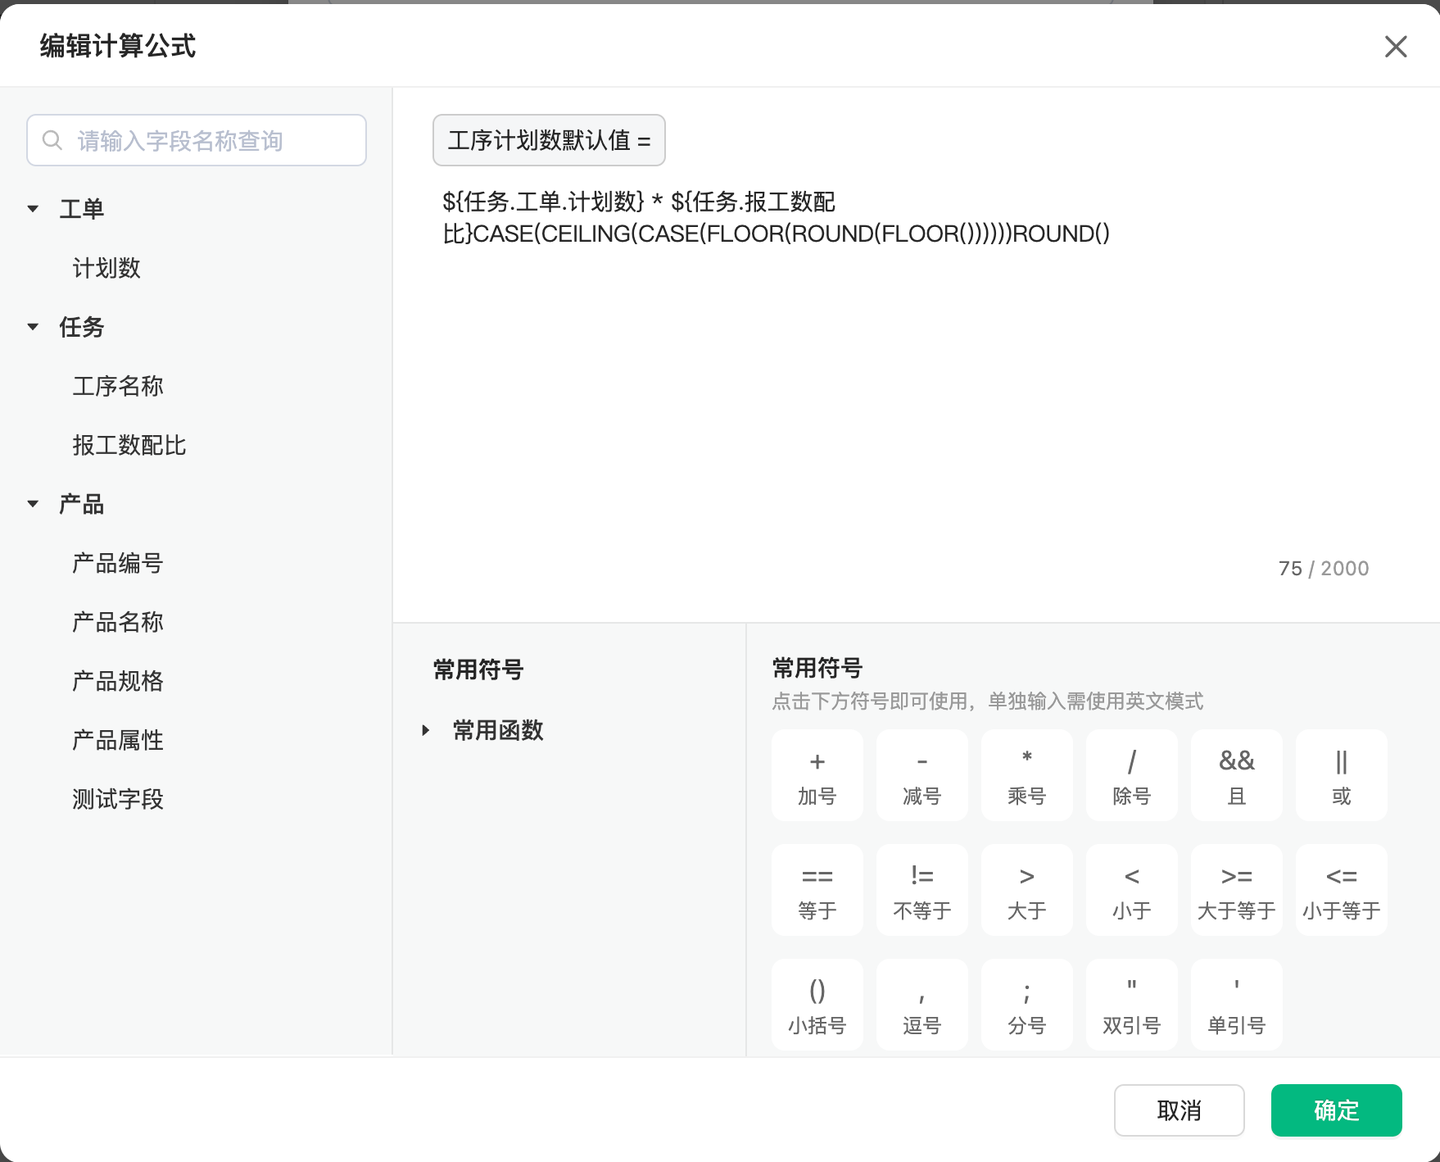 编辑计算公式
请输入字段名称查询
工单
计划数
任务
工序名称
报工数配比
产品
产品编号
产品名称
产品规格
产品属性
测试字段
工序计划数默认值 =
${任务.工单.计划数} * ${任务.报工数配
比}CASE(CEILING(CASE(FLOOR(ROUND(FLOOR())))))ROUND()
75 / 2000
常用符号
常用函数
常用符号
点击下方符号即可使用，单独输入需使用英文模式
+ - * / && ||
加号 减号 乘号 除号 且 或
== != > < >= <=
等于 不等于 大于 小于 大于等于 小于等于
() , ; " '
小括号 逗号 分号 双引号 单引号
取消 确定